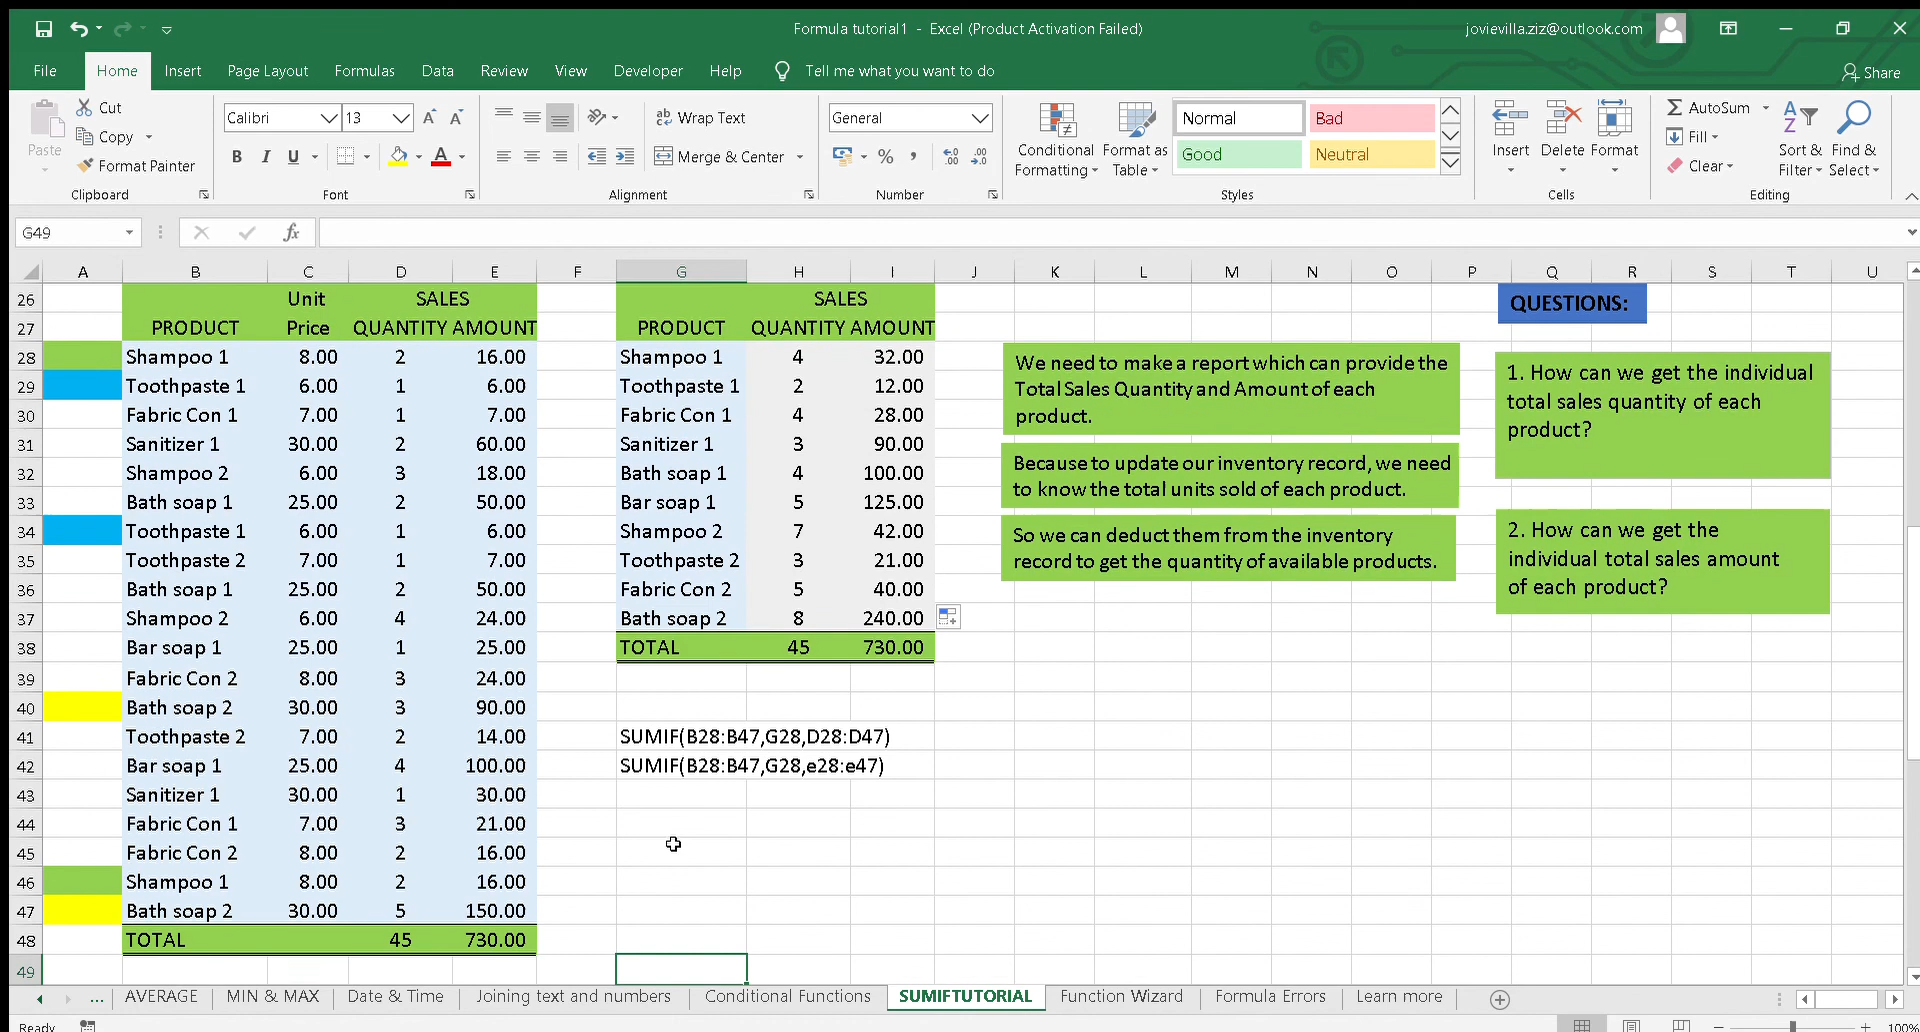 Formula tutorial1 - Excel (Product Activation Failed)
jovievilla.ziz@outlook.com
File Home Insert Page Layout Formulas Data Review View Developer Help Tell me what you want to do
Share
Paste
Cut
Copy
Format Painter
Clipboard
Calibri 13
B I U
Font
Wrap Text
Merge & Center
Alignment
General
Number
Conditional Formatting
Format as Table
Normal Bad
Good Neutral
Styles
Insert Delete Format
Cells
AutoSum
Fill
Clear
Sort & Filter
Find & Select
Editing
G49 fx
A B C D E F G H I J K L M N O P Q R S T U
26 Unit SALES SALES
27 PRODUCT Price QUANTITY AMOUNT PRODUCT QUANTITY AMOUNT
28 Shampoo 1 8.00 2 16.00 Shampoo 1 4 32.00
29 Toothpaste 1 6.00 1 6.00 Toothpaste 1 2 12.00
30 Fabric Con 1 7.00 1 7.00 Fabric Con 1 4 28.00
31 Sanitizer 1 30.00 2 60.00 Sanitizer 1 3 90.00
32 Shampoo 2 6.00 3 18.00 Bath soap 1 4 100.00
33 Bath soap 1 25.00 2 50.00 Bar soap 1 5 125.00
34 Toothpaste 1 6.00 1 6.00 Shampoo 2 7 42.00
35 Toothpaste 2 7.00 1 7.00 Toothpaste 2 3 21.00
36 Bath soap 1 25.00 2 50.00 Fabric Con 2 5 40.00
37 Shampoo 2 6.00 4 24.00 Bath soap 2 8 240.00
38 Bar soap 1 25.00 1 25.00 TOTAL 45 730.00
39 Fabric Con 2 8.00 3 24.00
40 Bath soap 2 30.00 3 90.00
41 Toothpaste 2 7.00 2 14.00 SUMIF(B28:B47,G28,D28:D47)
42 Bar soap 1 25.00 4 100.00 SUMIF(B28:B47,G28,e28:e47)
43 Sanitizer 1 30.00 1 30.00
44 Fabric Con 1 7.00 3 21.00
45 Fabric Con 2 8.00 2 16.00
46 Shampoo 1 8.00 2 16.00
47 Bath soap 2 30.00 5 150.00
48 TOTAL 45 730.00
49
We need to make a report which can provide the
Total Sales Quantity and Amount of each
product.
Because to update our inventory record, we need
to know the total units sold of each product.
So we can deduct them from the inventory
record to get the quantity of available products.
QUESTIONS:
1. How can we get the individual
total sales quantity of each
product?
2. How can we get the
individual total sales amount
of each product?
... AVERAGE MIN & MAX Date & Time Joining text and numbers Conditional Functions SUMIFTUTORIAL Function Wizard Formula Errors Learn more
Ready 100%